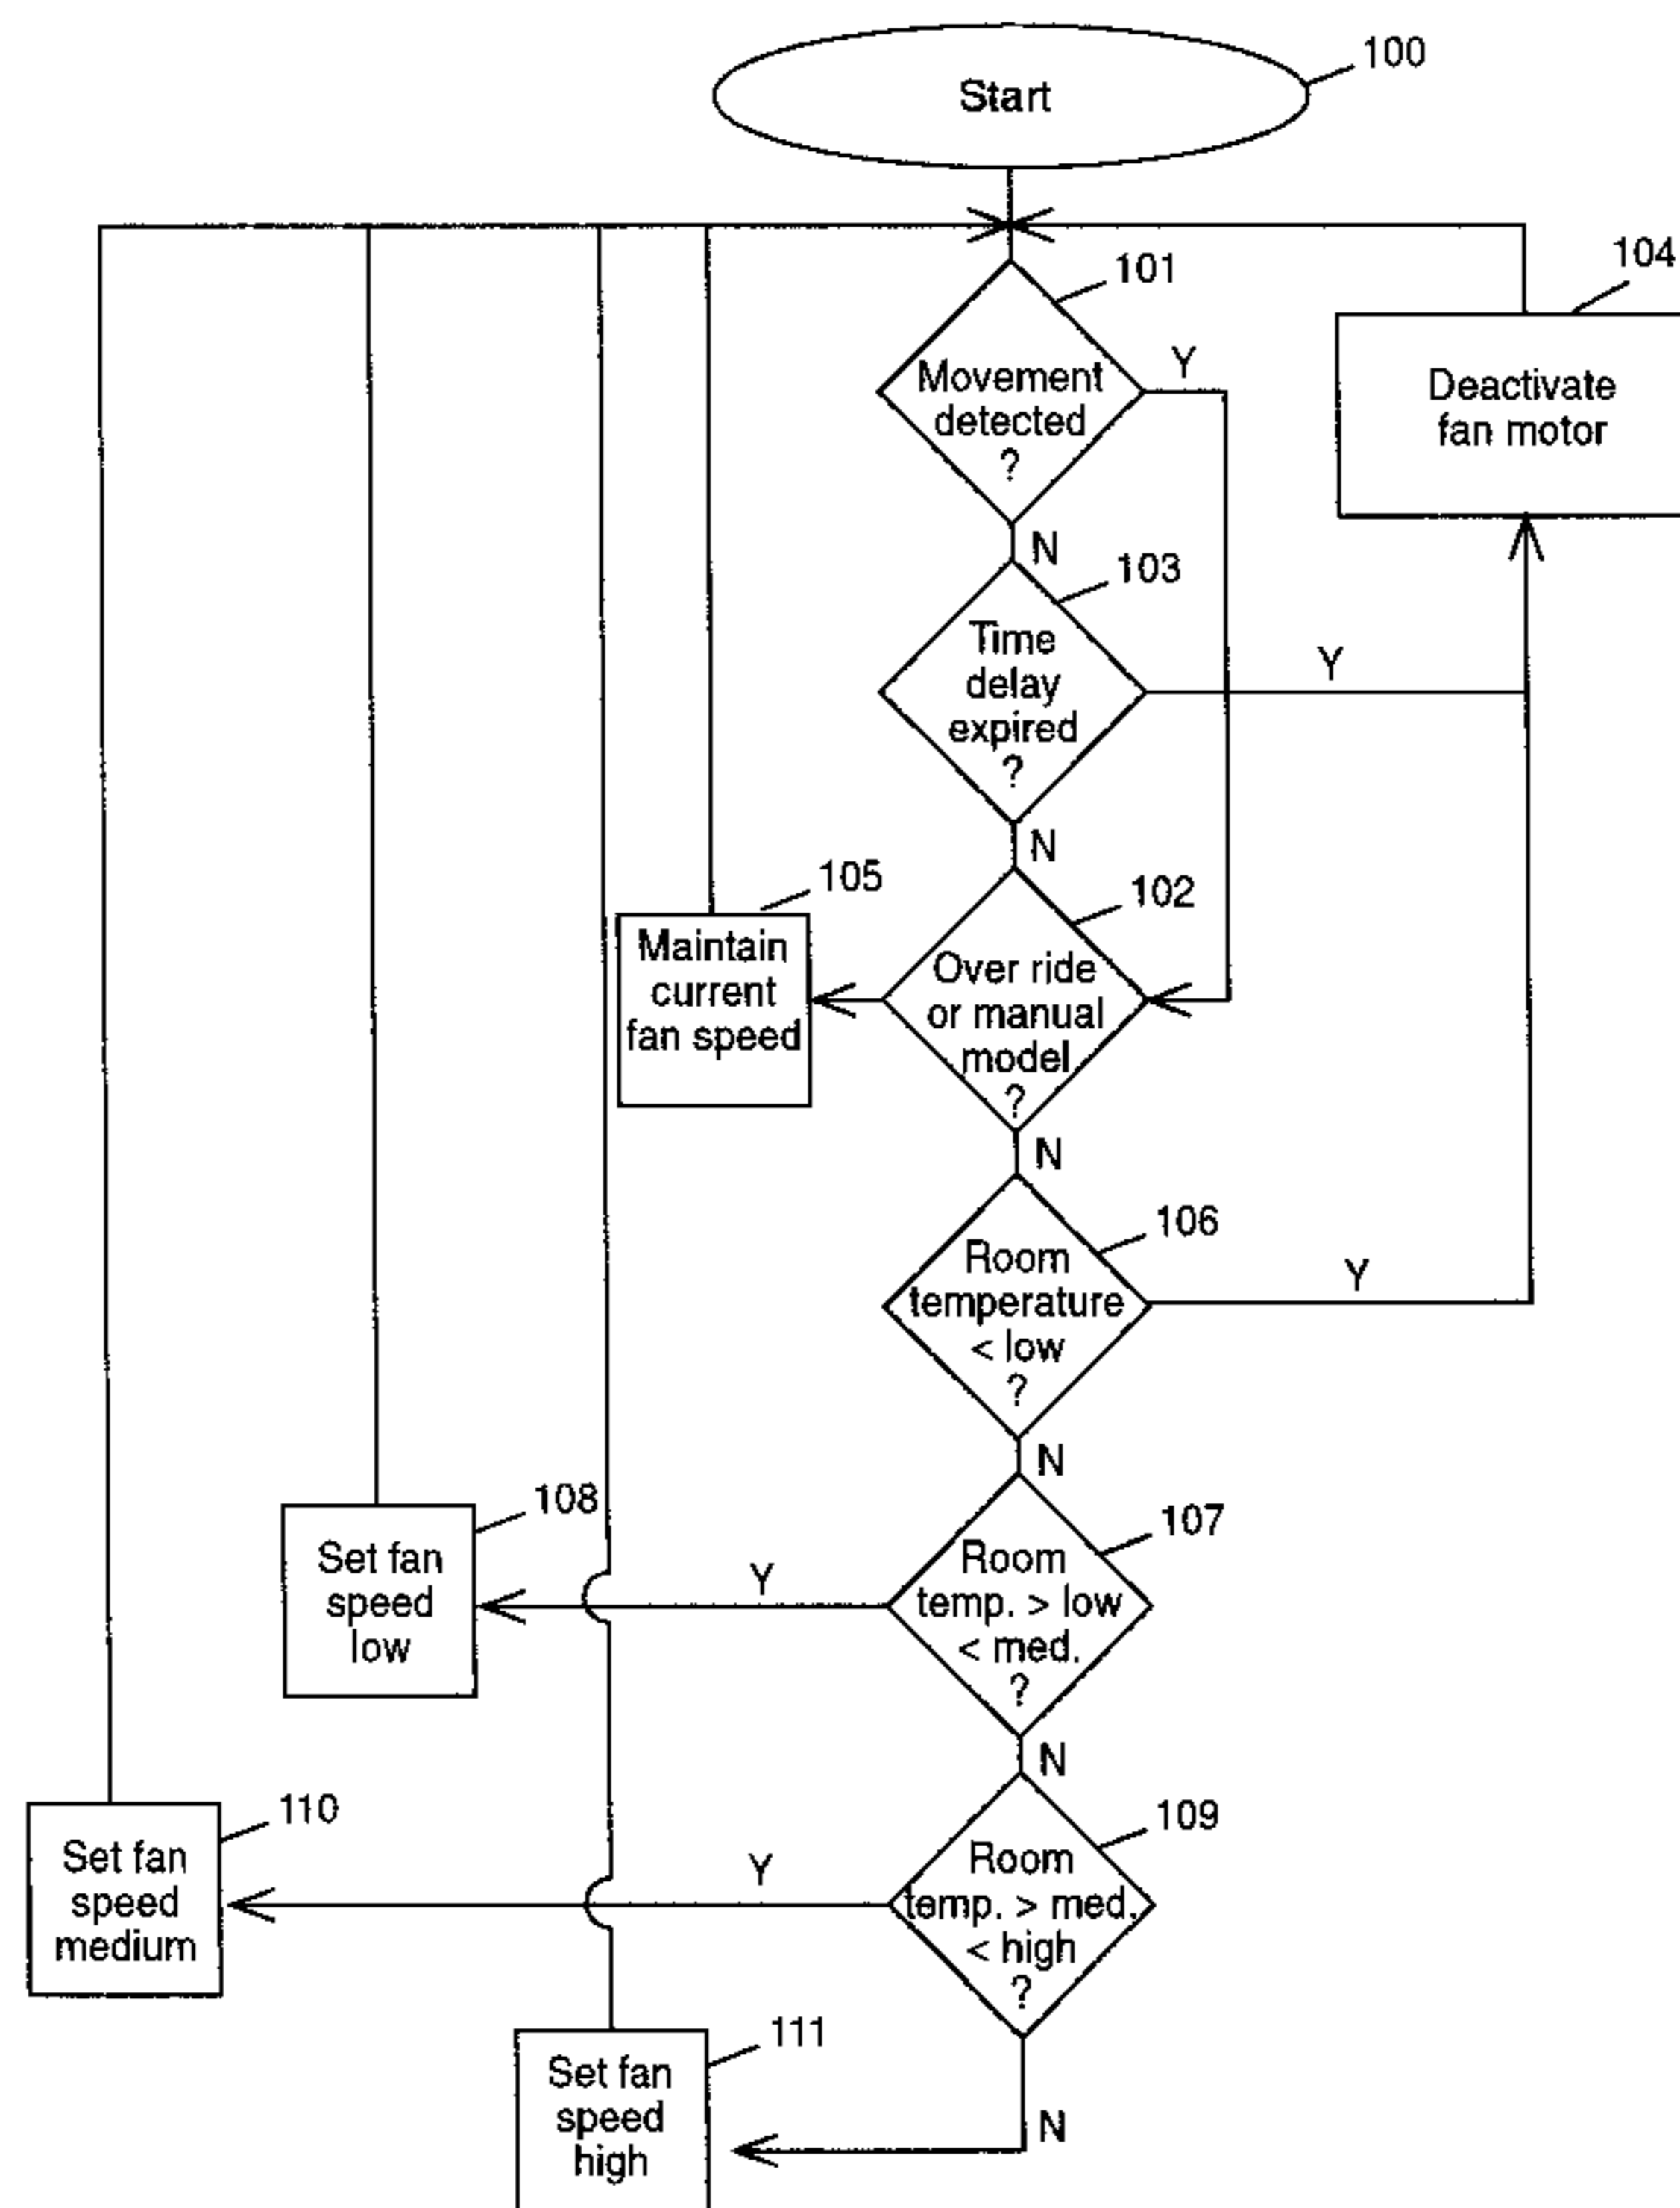 100
Start
101
104
Movement
detected
?
Y
Deactivate
fan motor
N
103
Time
delay
expired
?
Y
N
105
102
Maintain
current
fan speed
Over ride
or manual
model
?
N
106
Room
temperature
< low
?
Y
N
108
107
Set fan
speed
low
Y
Room
temp. > low
< med.
?
N
110
109
Set fan
speed
medium
Y
Room
temp. > med.
< high
?
111
Set fan
speed
high
N